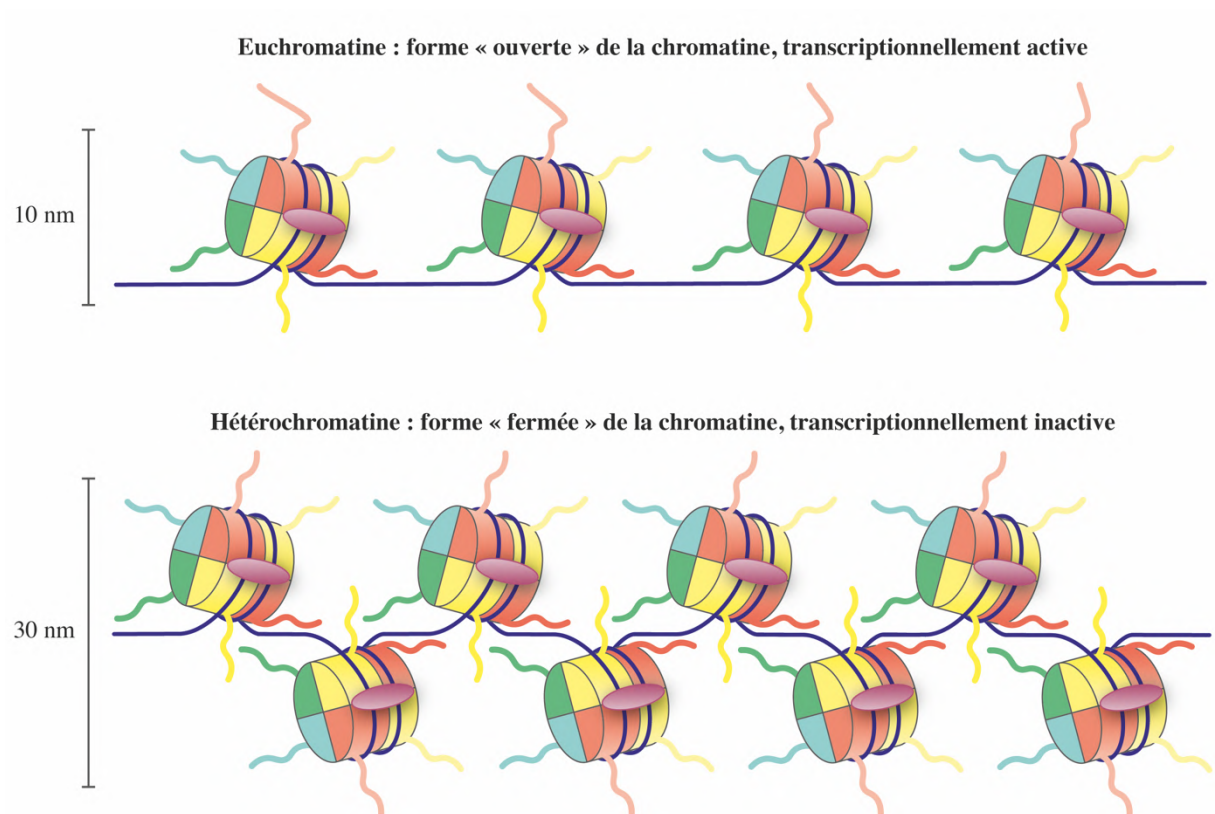 Euchromatine : forme « ouverte » de la chromatine, transcriptionnellement active
10 nm
Hétérochromatine : forme « fermée » de la chromatine, transcriptionnellement inactive
30 nm